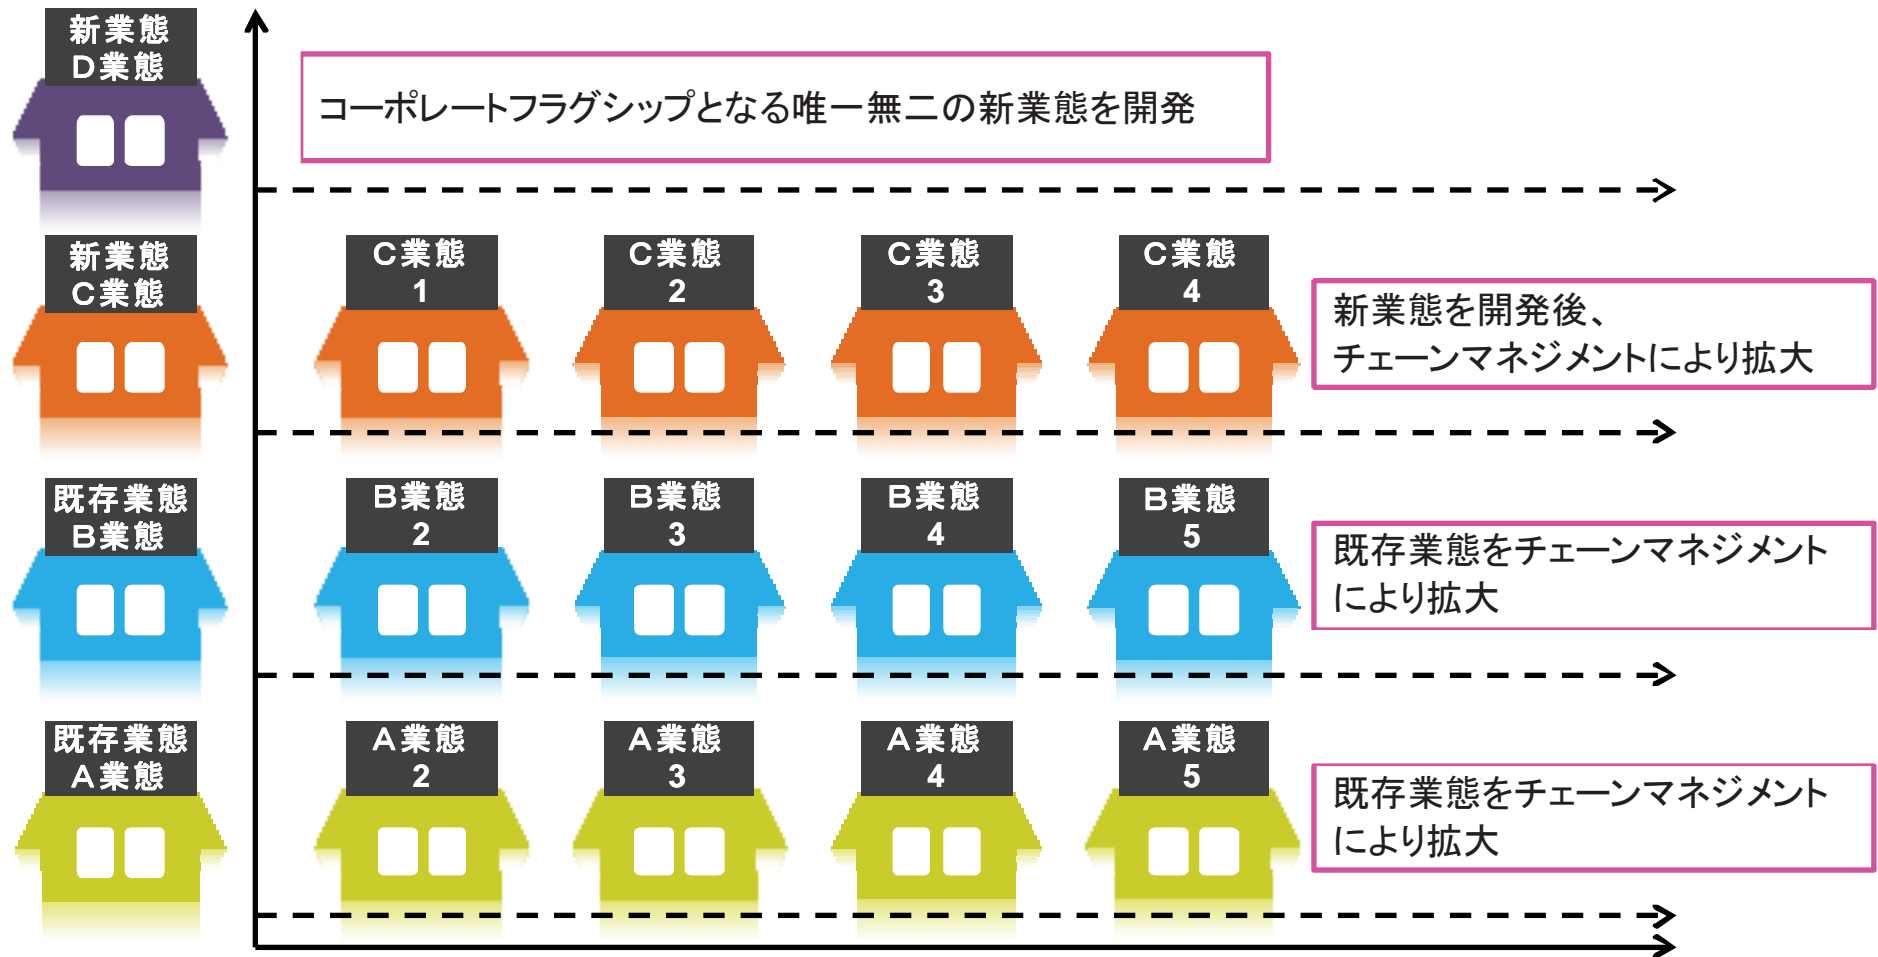 新業態
Ｄ業態
コーポレートフラグシップとなる唯一無二の新業態を開発
新業態
Ｃ業態
Ｃ業態
1
Ｃ業態
2
Ｃ業態
3
Ｃ業態
4
新業態を開発後、
チェーンマネジメントにより拡大
既存業態
Ｂ業態
Ｂ業態
2
Ｂ業態
3
Ｂ業態
4
Ｂ業態
5
既存業態をチェーンマネジメント
により拡大
既存業態
Ａ業態
Ａ業態
2
Ａ業態
3
Ａ業態
4
Ａ業態
5
既存業態をチェーンマネジメント
により拡大